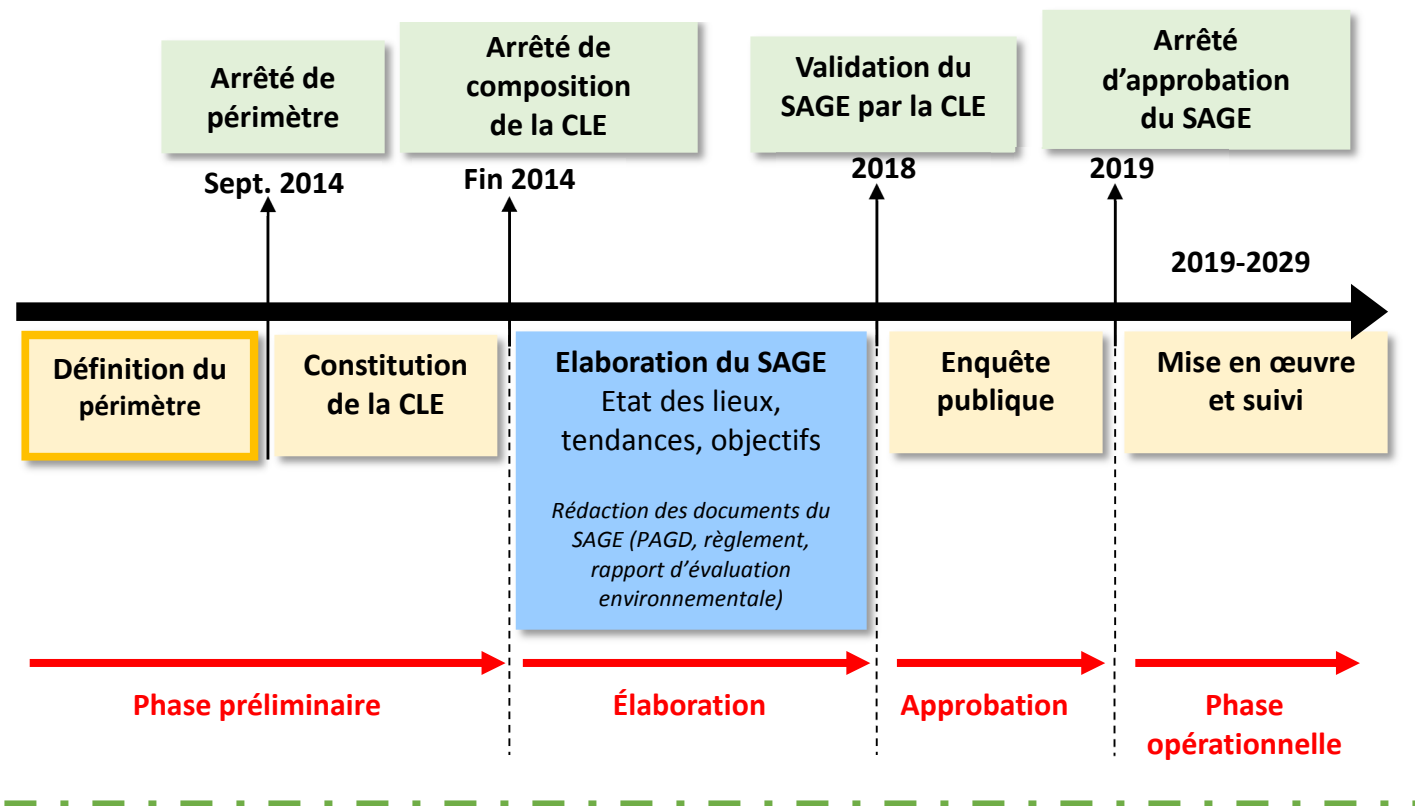 Arrêté de
périmètre
Arrêté de
composition
de la CLE
Validation du
SAGE par la CLE
Arrêté
d’approbation
du SAGE
Sept. 2014
Fin 2014
2018
2019
2019-2029
Définition du
périmètre
Constitution
de la CLE
Elaboration du SAGE
Etat des lieux,
tendances, objectifs
Rédaction des documents du
SAGE (PAGD, règlement,
rapport d’évaluation
environnementale)
Enquête
publique
Mise en œuvre
et suivi
Phase préliminaire
Élaboration
Approbation
Phase
opérationnelle